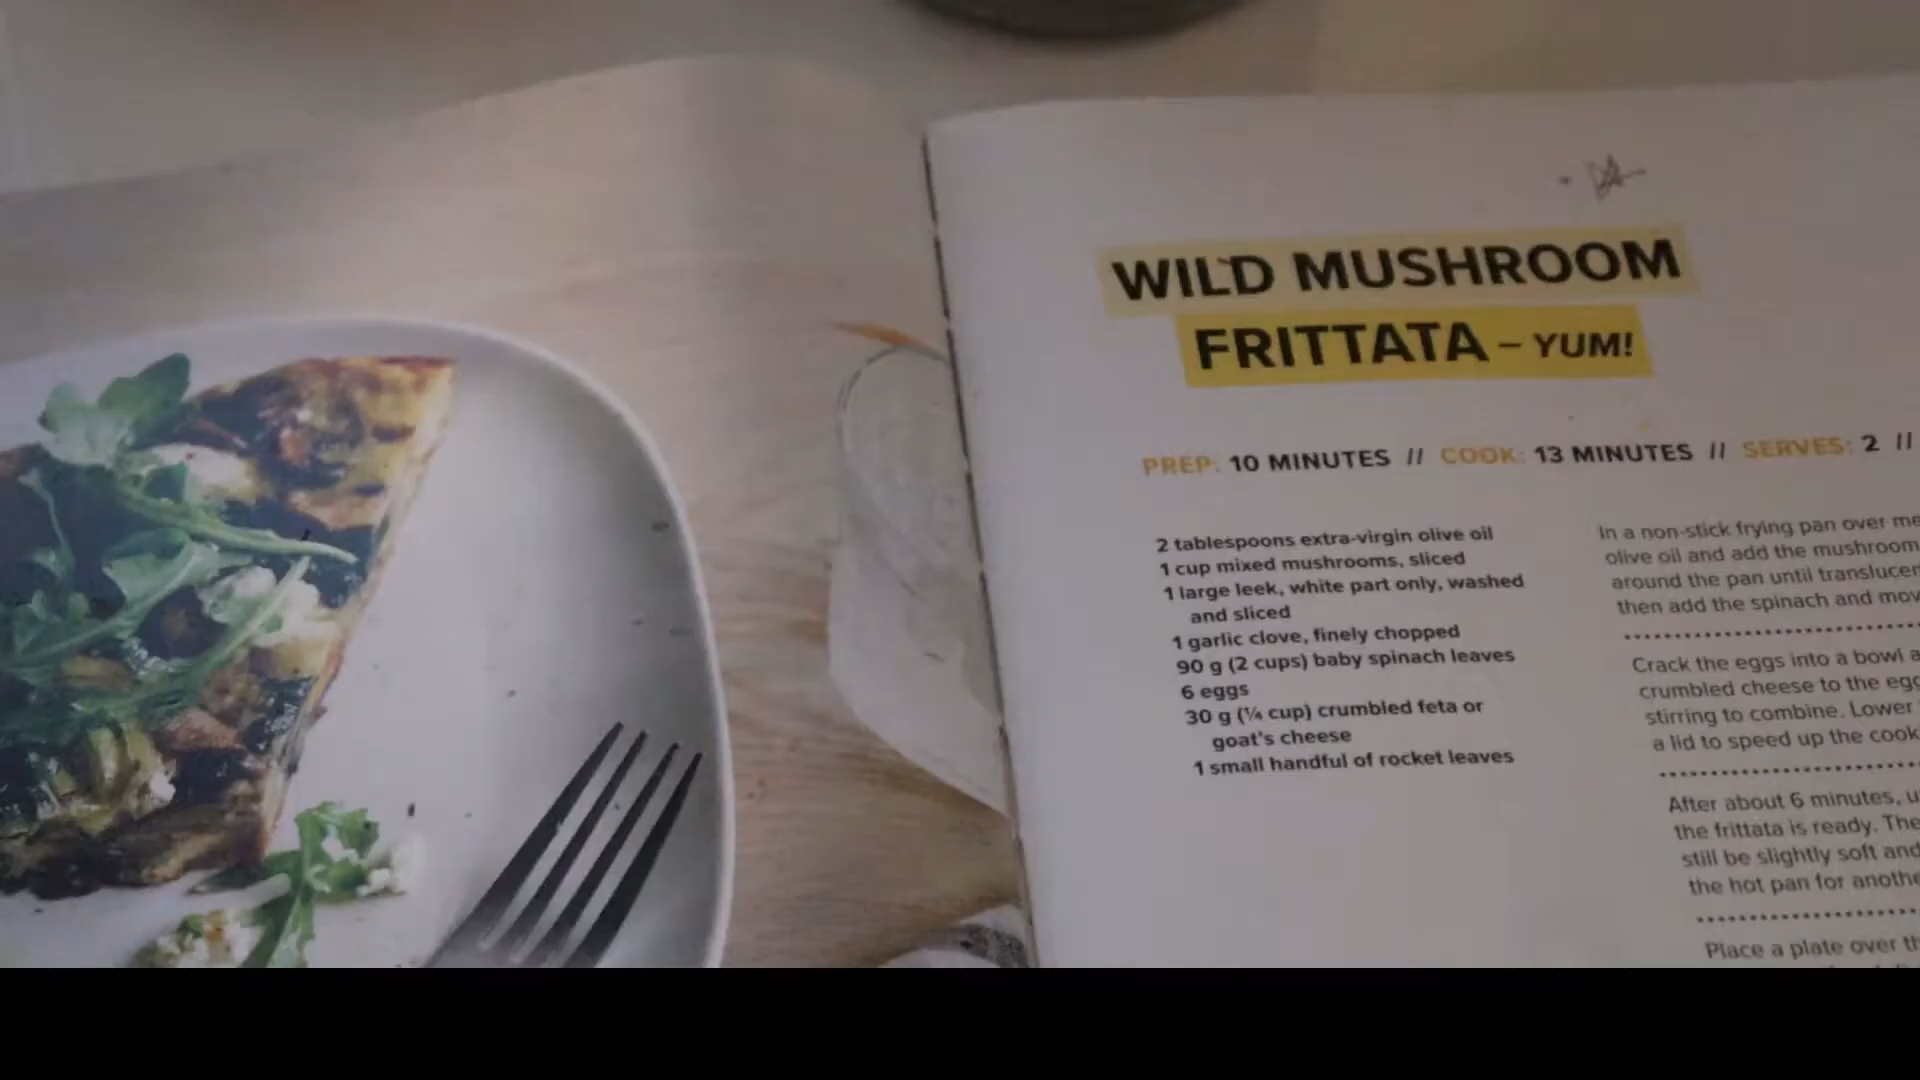 WILD MUSHROOM
FRITTATA – YUM!
PREP: 10 MINUTES // COOK: 13 MINUTES // SERVES: 2 //
2 tablespoons extra-virgin olive oil
1 cup mixed mushrooms, sliced
1 large leek, white part only, washed
and sliced
1 garlic clove, finely chopped
90 g (2 cups) baby spinach leaves
6 eggs
30 g (¼ cup) crumbled feta or
goat's cheese
1 small handful of rocket leaves
In a non-stick frying pan over me
olive oil and add the mushroom
around the pan until translucen
then add the spinach and mov
Crack the eggs into a bowl a
crumbled cheese to the egg
stirring to combine. Lower
a lid to speed up the cook
After about 6 minutes, u
the frittata is ready. The
still be slightly soft and
the hot pan for anothe
Place a plate over th